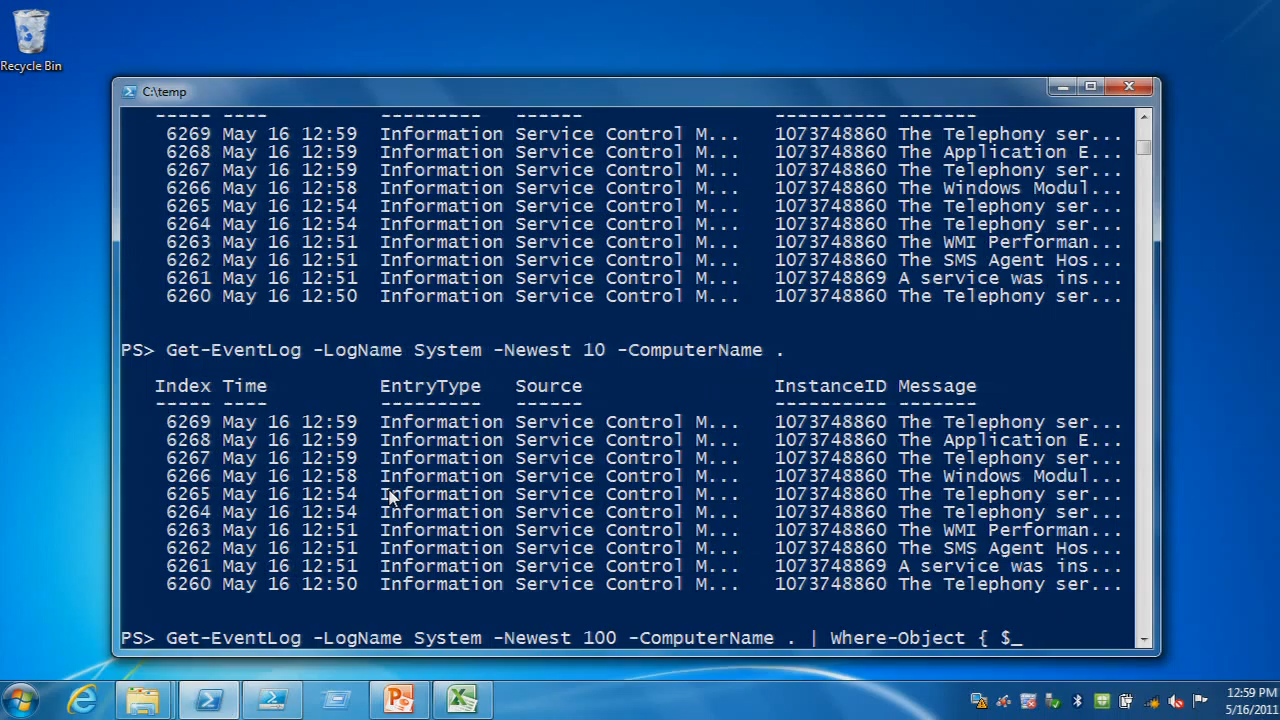 Recycle Bin
C:\temp
----- ---- --------- ------ ---------- -------
6269 May 16 12:59 Information Service Control M... 1073748860 The Telephony ser...
6268 May 16 12:59 Information Service Control M... 1073748860 The Application E...
6267 May 16 12:59 Information Service Control M... 1073748860 The Telephony ser...
6266 May 16 12:58 Information Service Control M... 1073748860 The Windows Modul...
6265 May 16 12:54 Information Service Control M... 1073748860 The Telephony ser...
6264 May 16 12:54 Information Service Control M... 1073748860 The Telephony ser...
6263 May 16 12:51 Information Service Control M... 1073748860 The WMI Performan...
6262 May 16 12:51 Information Service Control M... 1073748860 The SMS Agent Hos...
6261 May 16 12:51 Information Service Control M... 1073748869 A service was ins...
6260 May 16 12:50 Information Service Control M... 1073748860 The Telephony ser...
PS> Get-EventLog -LogName System -Newest 10 -ComputerName .
Index Time EntryType Source InstanceID Message
----- ---- --------- ------ ---------- -------
6269 May 16 12:59 Information Service Control M... 1073748860 The Telephony ser...
6268 May 16 12:59 Information Service Control M... 1073748860 The Application E...
6267 May 16 12:59 Information Service Control M... 1073748860 The Telephony ser...
6266 May 16 12:58 Information Service Control M... 1073748860 The Windows Modul...
6265 May 16 12:54 Information Service Control M... 1073748860 The Telephony ser...
6264 May 16 12:54 Information Service Control M... 1073748860 The Telephony ser...
6263 May 16 12:51 Information Service Control M... 1073748860 The WMI Performan...
6262 May 16 12:51 Information Service Control M... 1073748860 The SMS Agent Hos...
6261 May 16 12:51 Information Service Control M... 1073748869 A service was ins...
6260 May 16 12:50 Information Service Control M... 1073748860 The Telephony ser...
PS> Get-EventLog -LogName System -Newest 100 -ComputerName . | Where-Object { $_
12:59 PM
5/16/2011